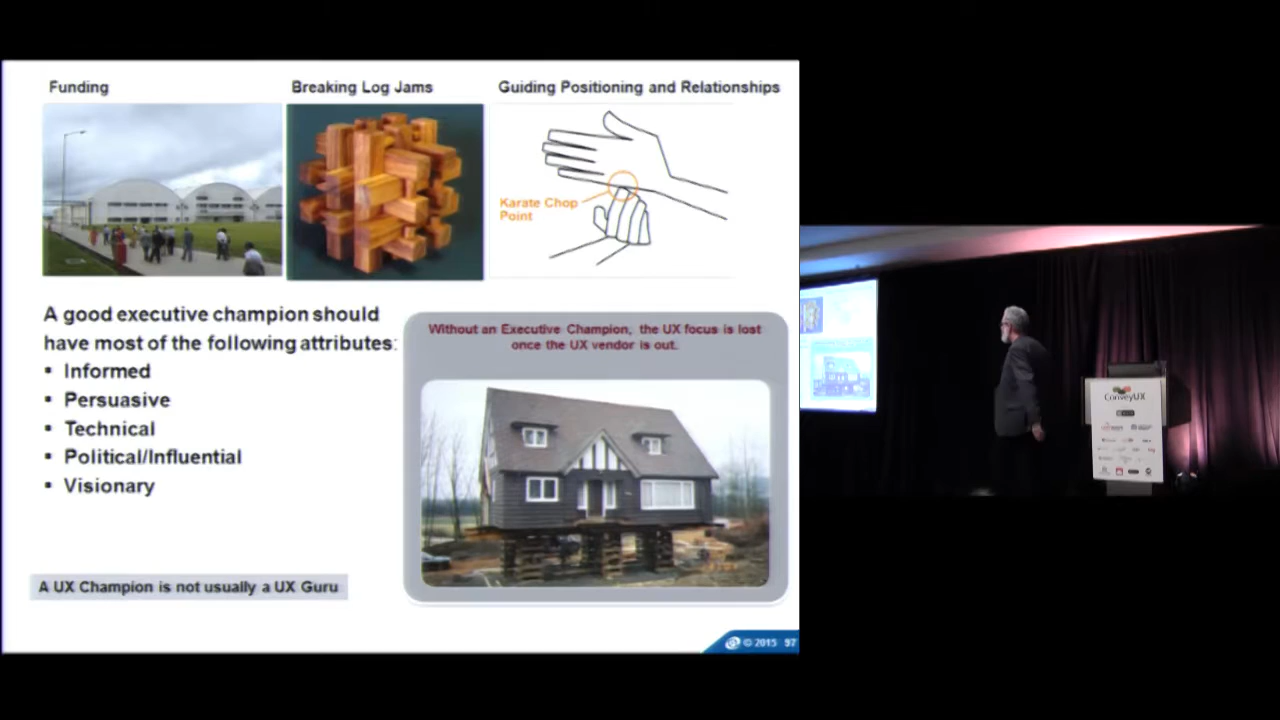 Funding
Breaking Log Jams
Guiding Positioning and Relationships
Karate Chop
Point
A good executive champion should
have most of the following attributes:
▪ Informed
▪ Persuasive
▪ Technical
▪ Political/Influential
▪ Visionary
Without an Executive Champion, the UX focus is lost
once the UX vendor is out.
A UX Champion is not usually a UX Guru
© 2015 97
ConveyUX